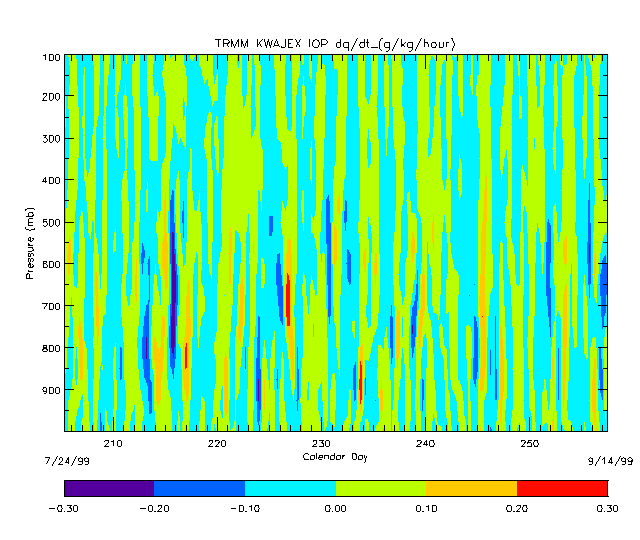 TRMM KWAJEX IOP dq/dt_(g/kg/hour)
100
200
300
400
500
600
700
800
900
Pressure (mb)
210 220 230 240 250
7/24/99 Calendar Day 9/14/99
-0.30 -0.20 -0.10 0.00 0.10 0.20 0.30